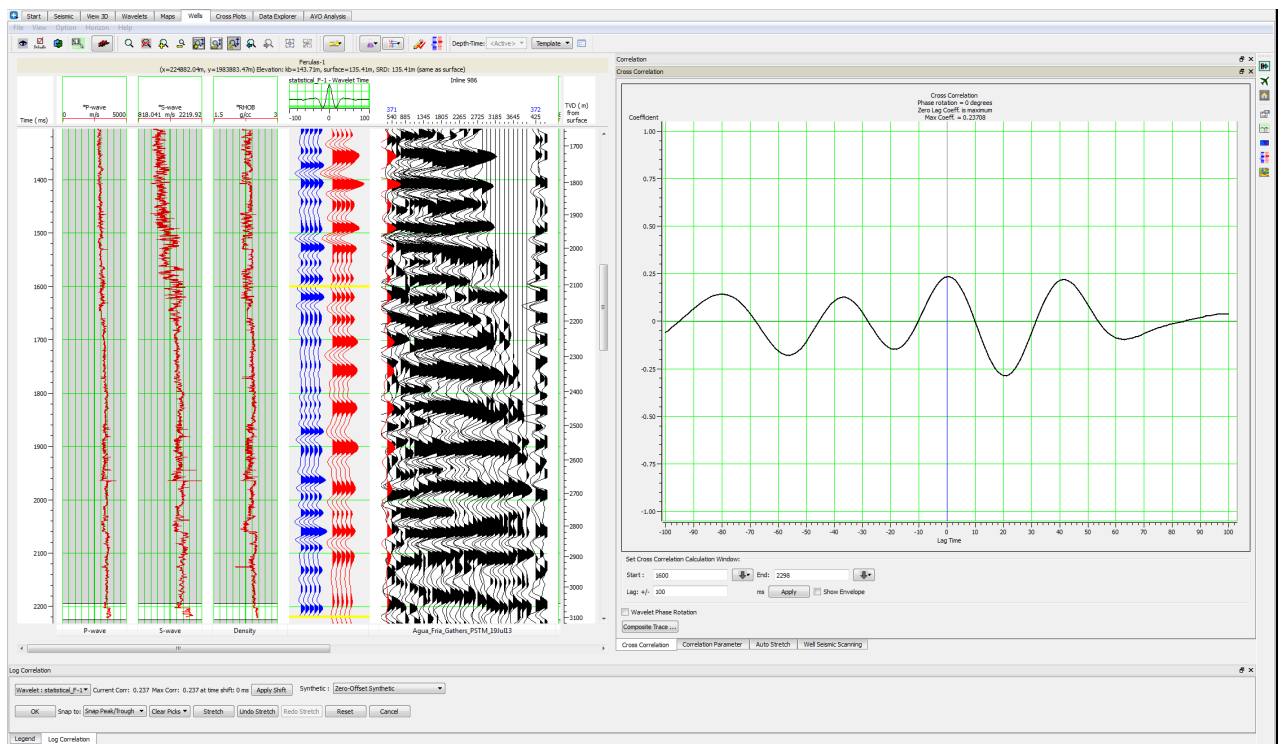 Start Seismic View 3D Wavelets Maps Wells Cross Plots Data Explorer AVO Analysis
File View Option Horizon Help
Depth-Time: <Active> Template
Perulas-1
(x=224882.04m, y=1983883.47m) Elevation: kb=143.71m, surface=135.41m, SRD: 135.41m (same as surface)
statistical_F-1 - Wavelet Time Inline 986
*P-wave *S-wave *RHOB
Time (ms) 0 m/s 5000 818.041 m/s 2219.92 1.5 g/cc 3 -100 0 100
371 372
540 885 1345 1805 2265 2725 3185 3645 425
TVD (m)
from
surface
1400
1500
1600
1700
1800
1900
2000
2100
2200
1700
1800
1900
2000
2100
2200
2300
2400
2500
2600
2700
2800
2900
3000
3100
P-wave S-wave Density Agua_Fria_Gathers_PSTM_19Jul13
Correlation
Cross Correlation
Cross Correlation
Phase rotation = 0 degrees
Zero Lag Coeff. is maximum
Max Coeff. = 0.23708
Coefficient
1.00
0.75
0.50
0.25
0
-0.25
-0.50
-0.75
-1.00
-100 -90 -80 -70 -60 -50 -40 -30 -20 -10 0 10 20 30 40 50 60 70 80 90 100
Lag Time
Set Cross Correlation Calculation Window:
Start: 1600 End: 2298
Lag: +/- 100 ms Apply Show Envelope
Wavelet Phase Rotation
Composite Trace ...
Cross Correlation Correlation Parameter Auto Stretch Well Seismic Scanning
Log Correlation
Wavelet : statistical_F-1 Current Corr: 0.237 Max Corr: 0.237 at time shift: 0 ms Apply Shift Synthetic : Zero-Offset Synthetic
OK Snap to: Snap Peak/Trough Clear Picks Stretch Undo Stretch Redo Stretch Reset Cancel
Legend Log Correlation